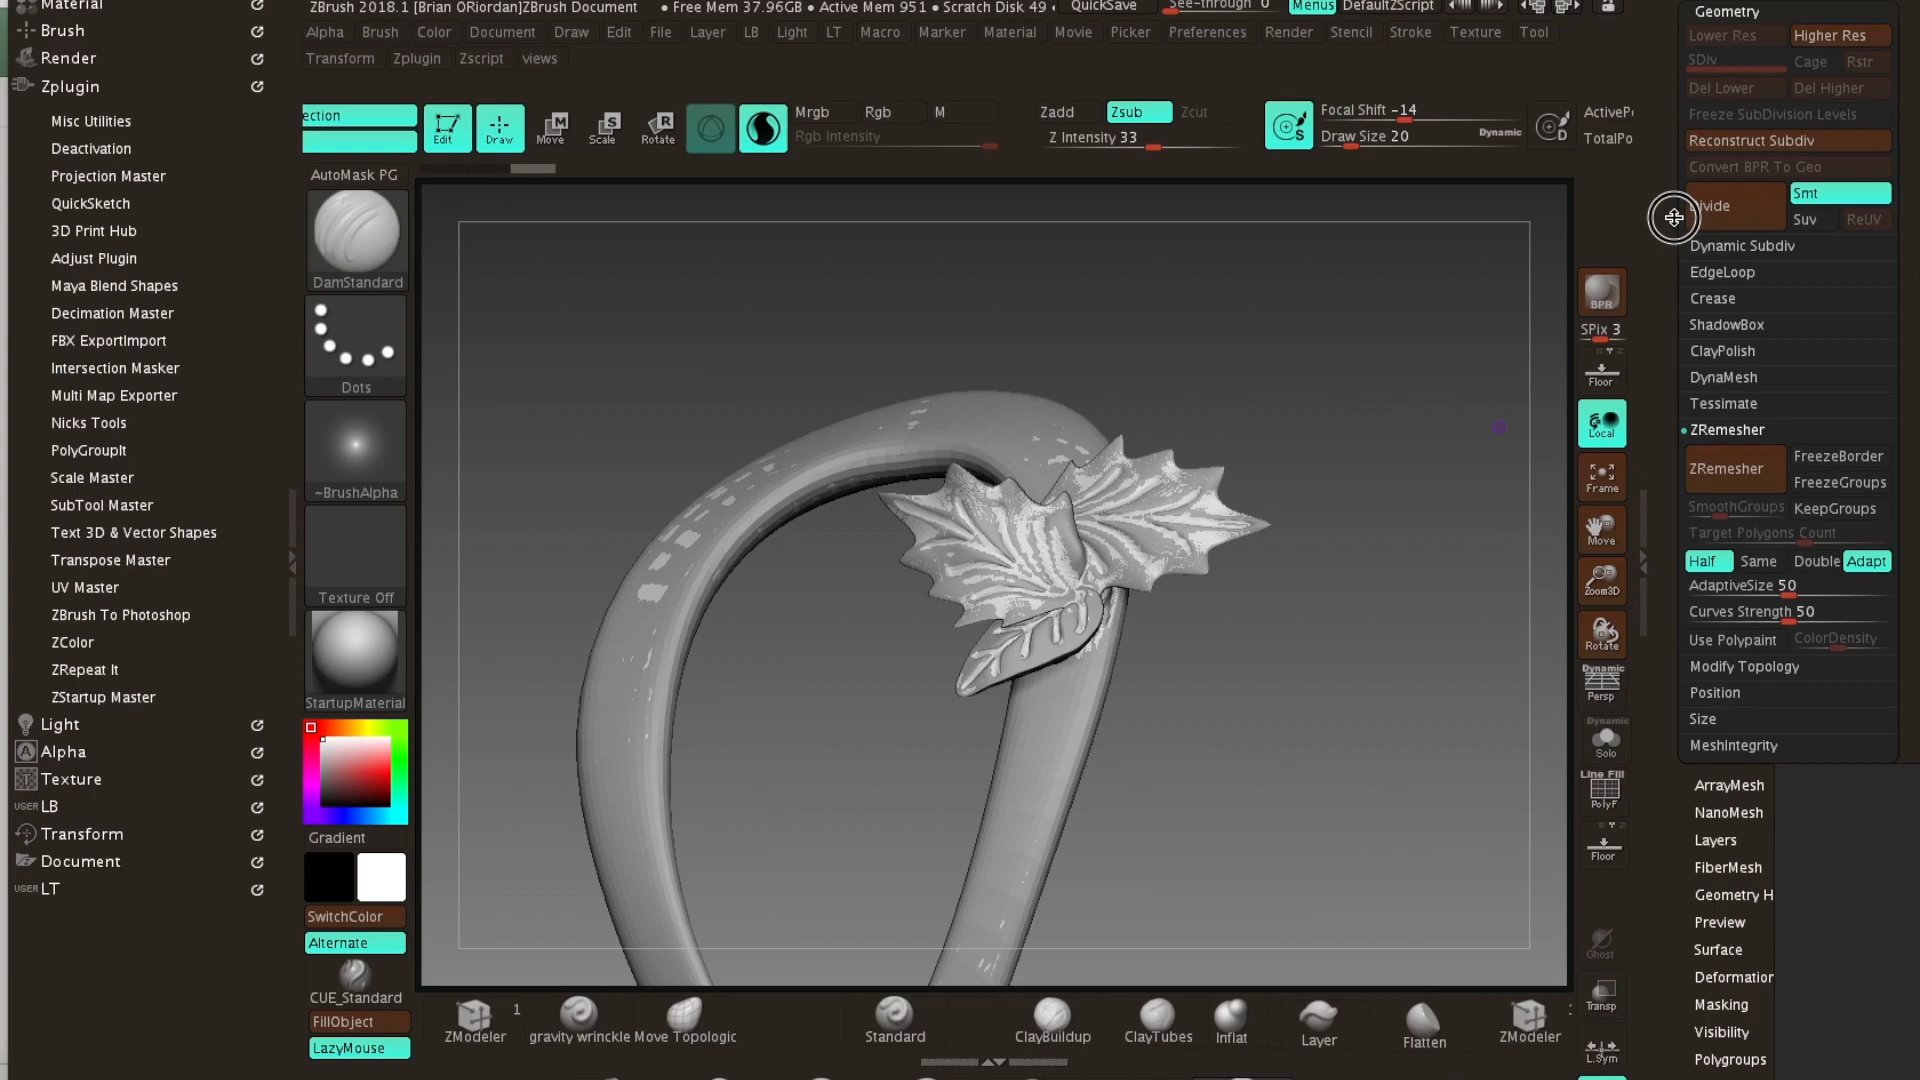 Material
Brush
Render
Zplugin
Misc Utilities
Deactivation
Projection Master
QuickSketch
3D Print Hub
Adjust Plugin
Maya Blend Shapes
Decimation Master
FBX ExportImport
Intersection Masker
Multi Map Exporter
Nicks Tools
PolyGroupIt
Scale Master
SubTool Master
Text 3D & Vector Shapes
Transpose Master
UV Master
ZBrush To Photoshop
ZColor
ZRepeat It
ZStartup Master
Light
Alpha
Texture
USER LB
Transform
Document
USER LT
ZBrush 2018.1 [Brian ORiordan]ZBrush Document • Free Mem 37.96GB • Active Mem 951 • Scratch Disk 49 QuickSave See-through 0 Menus DefaultZScript
Alpha Brush Color Document Draw Edit File Layer LB Light LT Macro Marker Material Movie Picker Preferences Render Stencil Stroke Texture Tool
Transform Zplugin Zscript views
ection
Edit Draw Move Scale Rotate
M S R
Mrgb Rgb M
Rgb Intensity
Zadd Zsub Zcut
Z Intensity 33
S
Focal Shift -14
Draw Size 20 Dynamic
D
ActivePo
TotalPo
AutoMask PG
DamStandard
Dots
~BrushAlpha
Texture Off
StartupMaterial
Gradient
SwitchColor
Alternate
CUE_Standard
FillObject
LazyMouse
BPR
SPix 3
Floor
Local
Frame
Move
Zoom3D
Rotate
Dynamic
Persp
Dynamic
Solo
Line Fill
PolyF
Floor
Ghost
Transp
L.Sym
ZModeler 1 gravity wrinckle Move Topologic Standard ClayBuildup ClayTubes Inflat Layer Flatten ZModeler
Geometry
Lower Res Higher Res
SDiv Cage Rstr
Del Lower Del Higher
Freeze SubDivision Levels
Reconstruct Subdiv
Convert BPR To Geo
ivide Smt
Suv ReUV
Dynamic Subdiv
EdgeLoop
Crease
ShadowBox
ClayPolish
DynaMesh
Tessimate
ZRemesher
ZRemesher FreezeBorder
FreezeGroups
SmoothGroups KeepGroups
Target Polygons Count
Half Same Double Adapt
AdaptiveSize 50
Curves Strength 50
Use Polypaint ColorDensity
Modify Topology
Position
Size
MeshIntegrity
ArrayMesh
NanoMesh
Layers
FiberMesh
Geometry H
Preview
Surface
Deformation
Masking
Visibility
Polygroups